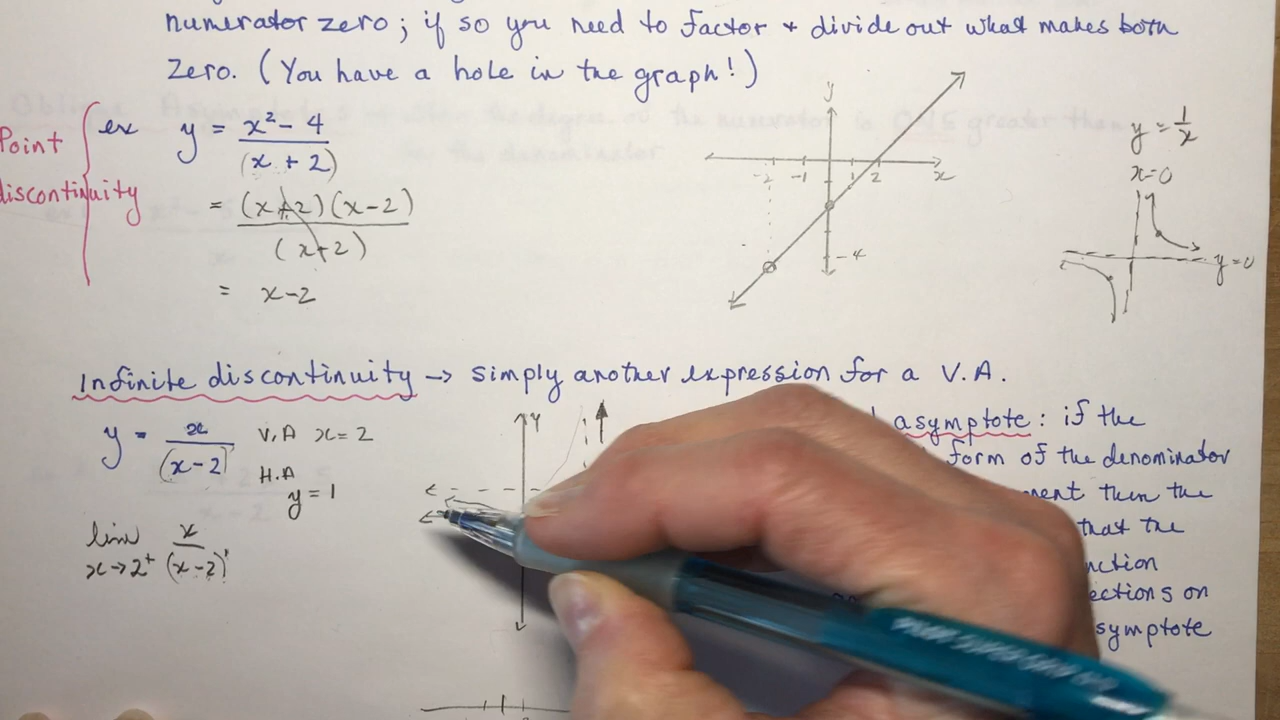 numerator zero; if so you need to factor + divide out what makes both
zero. (You have a hole in the graph!)
Point
discontinuity
ex y = x² - 4
(x + 2)
= (x+2)(x-2)
(x+2)
= x-2
y
-2 -1 2 x
-4
y = 1/x
x=0
y=0
Infinite discontinuity → simply another expression for a V.A.
y = x
(x-2)
V.A x=2
H.A
y = 1
lim x
x→2⁺ (x-2)'
y
asymptote: if the
form of the denominator
then the
that the
on